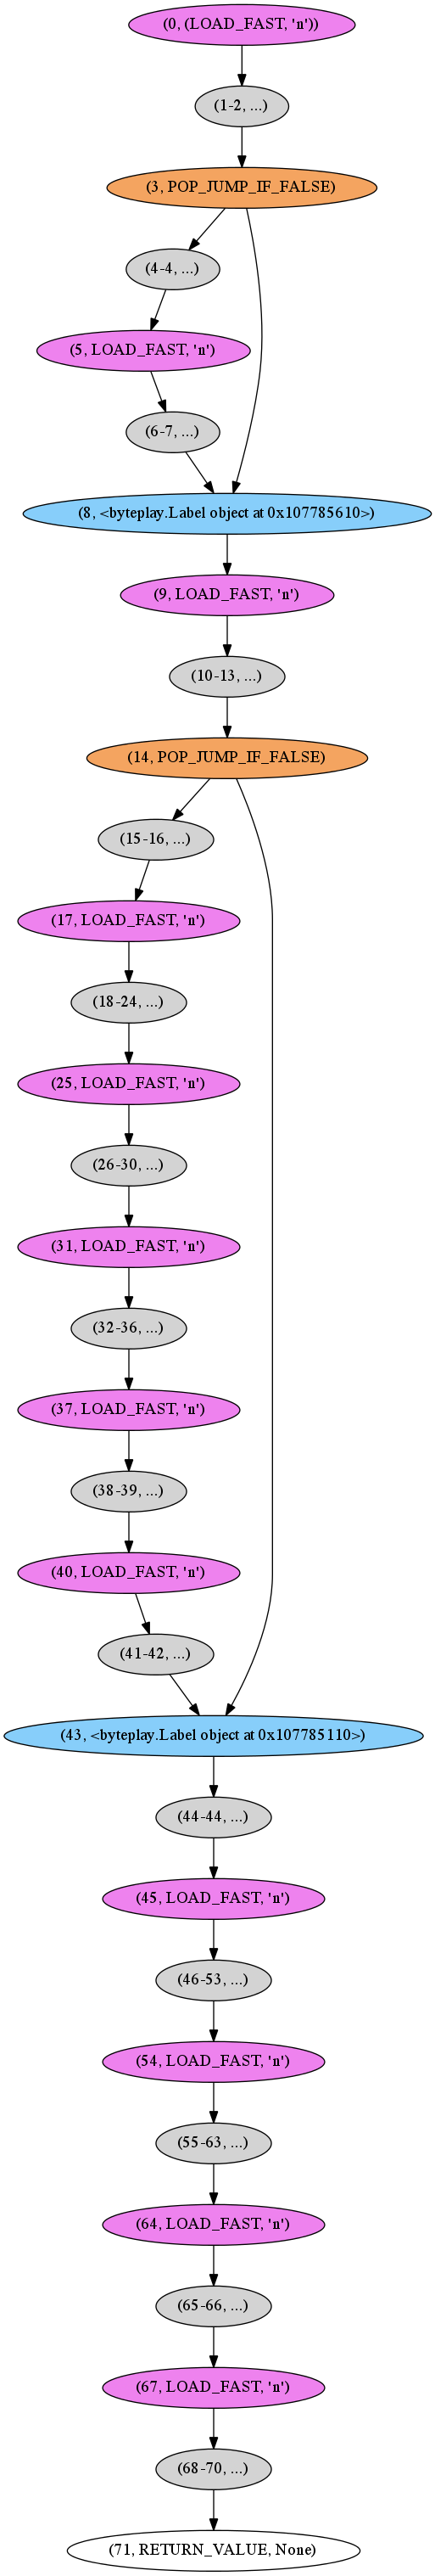 (0, (LOAD_FAST, 'n'))
(1-2, ...)
(3, POP_JUMP_IF_FALSE)
(4-4, ...)
(5, LOAD_FAST, 'n')
(6-7, ...)
(8, <byteplay.Label object at 0x107785610>)
(9, LOAD_FAST, 'n')
(10-13, ...)
(14, POP_JUMP_IF_FALSE)
(15-16, ...)
(17, LOAD_FAST, 'n')
(18-24, ...)
(25, LOAD_FAST, 'n')
(26-30, ...)
(31, LOAD_FAST, 'n')
(32-36, ...)
(37, LOAD_FAST, 'n')
(38-39, ...)
(40, LOAD_FAST, 'n')
(41-42, ...)
(43, <byteplay.Label object at 0x107785110>)
(44-44, ...)
(45, LOAD_FAST, 'n')
(46-53, ...)
(54, LOAD_FAST, 'n')
(55-63, ...)
(64, LOAD_FAST, 'n')
(65-66, ...)
(67, LOAD_FAST, 'n')
(68-70, ...)
(71, RETURN_VALUE, None)